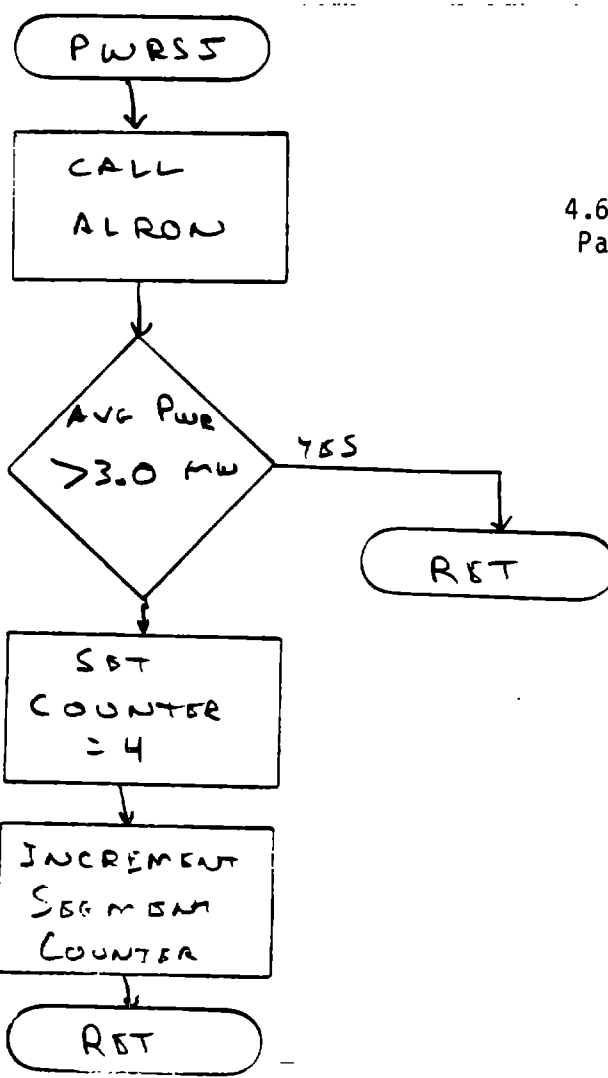 PWRS5
CALL
ALRON
4.6
Pa
AVG PWR
>3.0 MW
YES
RET
SET
COUNTER
= 4
INCREMENT
SEGMENT
COUNTER
RET